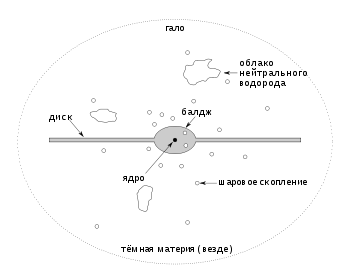 гало
облако
нейтрального
водорода
диск
балдж
ядро
шаровое скопление
тёмная материя (везде)